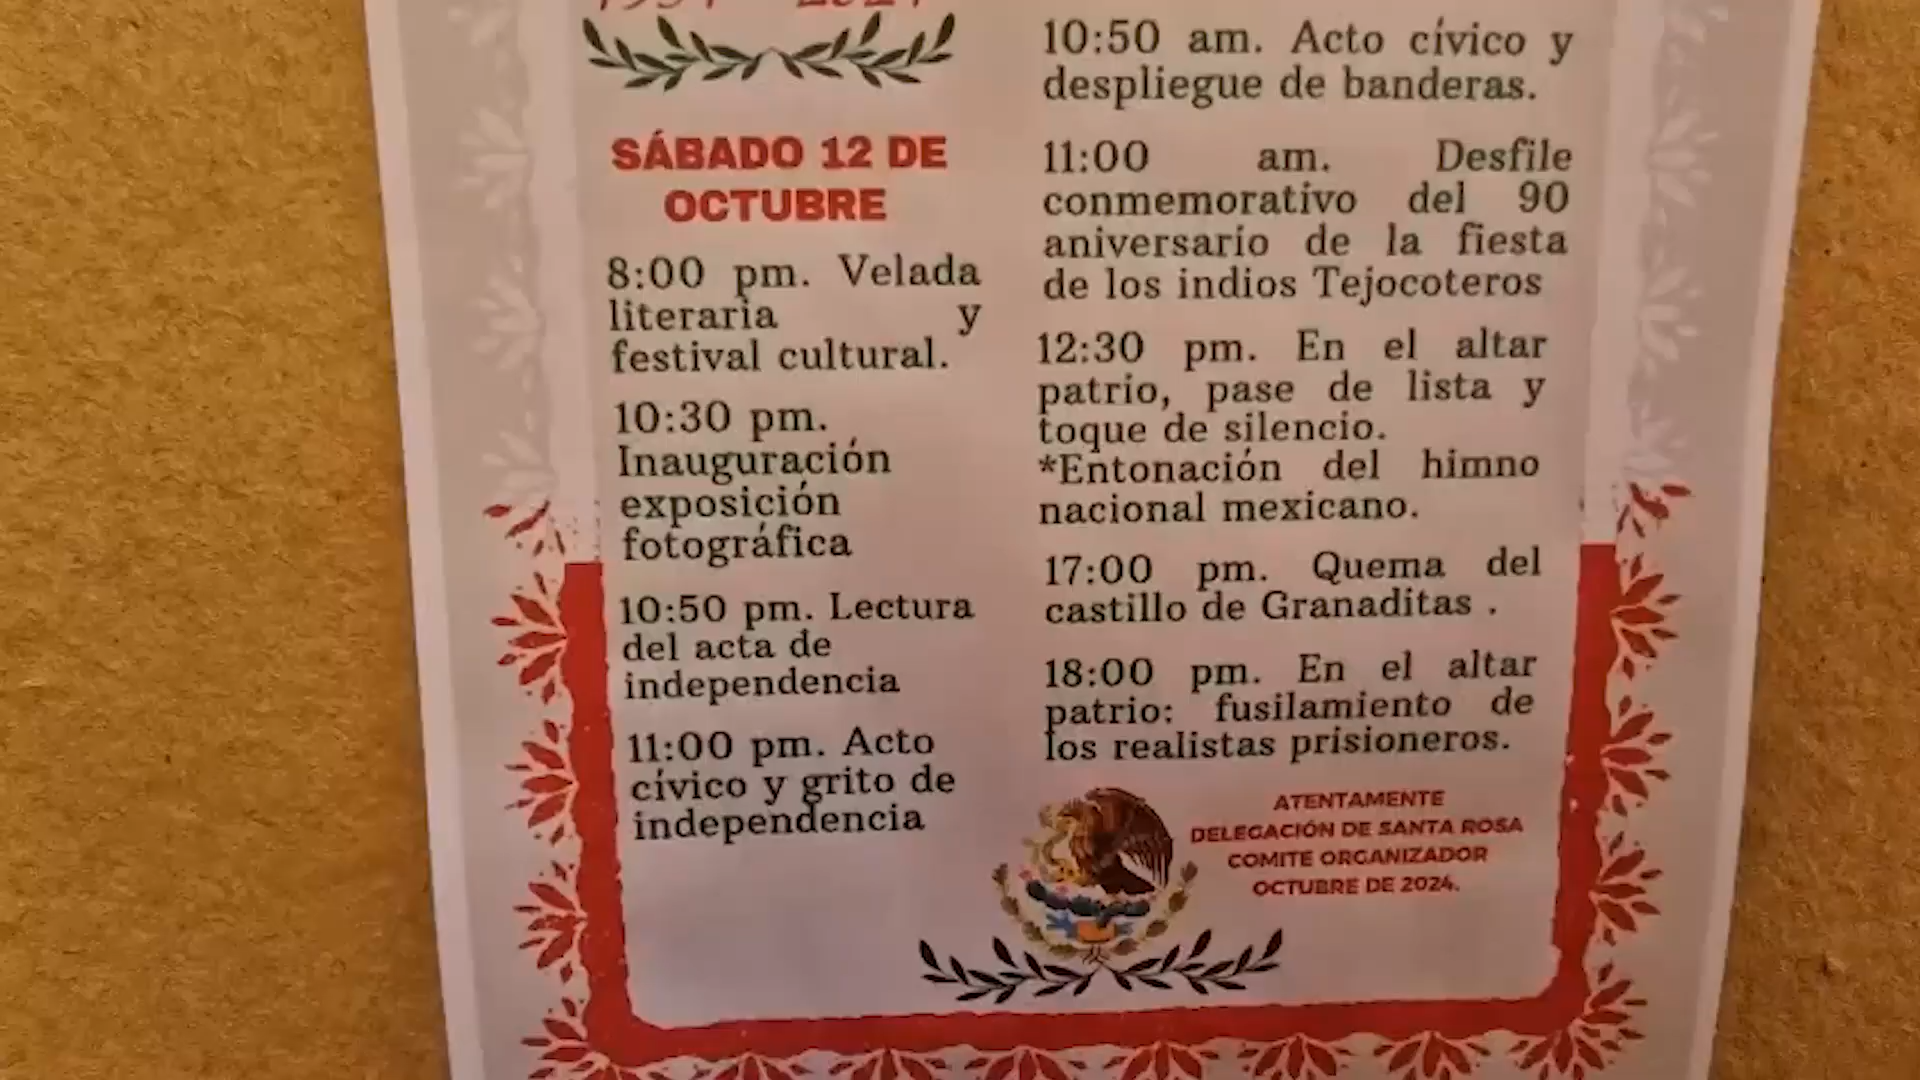 SÁBADO 12 DE
OCTUBRE
8:00 pm. Velada
literaria y
festival cultural.
10:30 pm.
Inauguración
exposición
fotográfica
10:50 pm. Lectura
del acta de
independencia
11:00 pm. Acto
cívico y grito de
independencia
10:50 am. Acto cívico y
despliegue de banderas.
11:00 am. Desfile
conmemorativo del 90
aniversario de la fiesta
de los indios Tejocoteros
12:30 pm. En el altar
patrio, pase de lista y
toque de silencio.
*Entonación del himno
nacional mexicano.
17:00 pm. Quema del
castillo de Granaditas .
18:00 pm. En el altar
patrio: fusilamiento de
los realistas prisioneros.
ATENTAMENTE
DELEGACIÓN DE SANTA ROSA
COMITE ORGANIZADOR
OCTUBRE DE 2024.